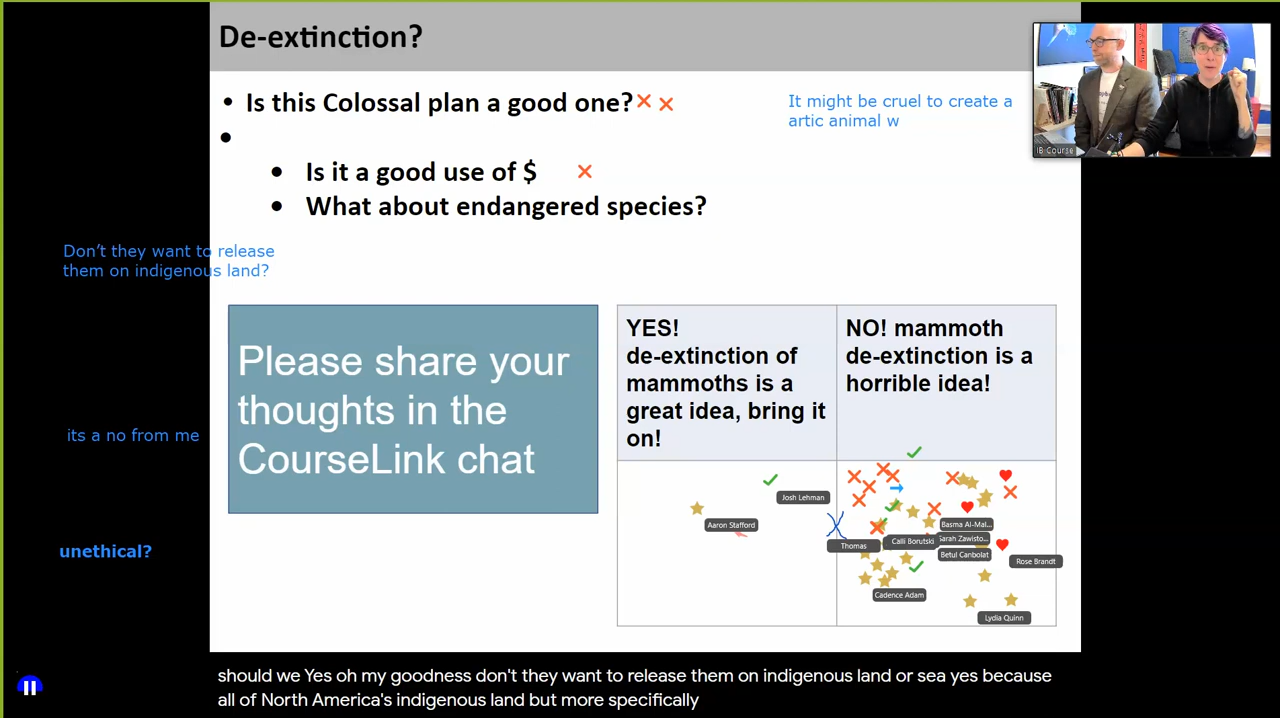 De-extinction?
• Is this Colossal plan a good one?
It might be cruel to create a
artic animal w
IB Course
• Is it a good use of $
• What about endangered species?
Don't they want to release
them on indigenous land?
its a no from me
unethical?
Please share your
thoughts in the
CourseLink chat
YES!
de-extinction of
mammoths is a
great idea, bring it
on!
NO! mammoth
de-extinction is a
horrible idea!
Josh Lehman
Aaron Stafford
Thomas
Calli Borutski
Basma Al-Mal...
Sarah Zawisto...
Betul Canbolat
Rose Brandt
Cadence Adam
Lydia Quinn
should we Yes oh my goodness don't they want to release them on indigenous land or sea yes because
all of North America's indigenous land but more specifically